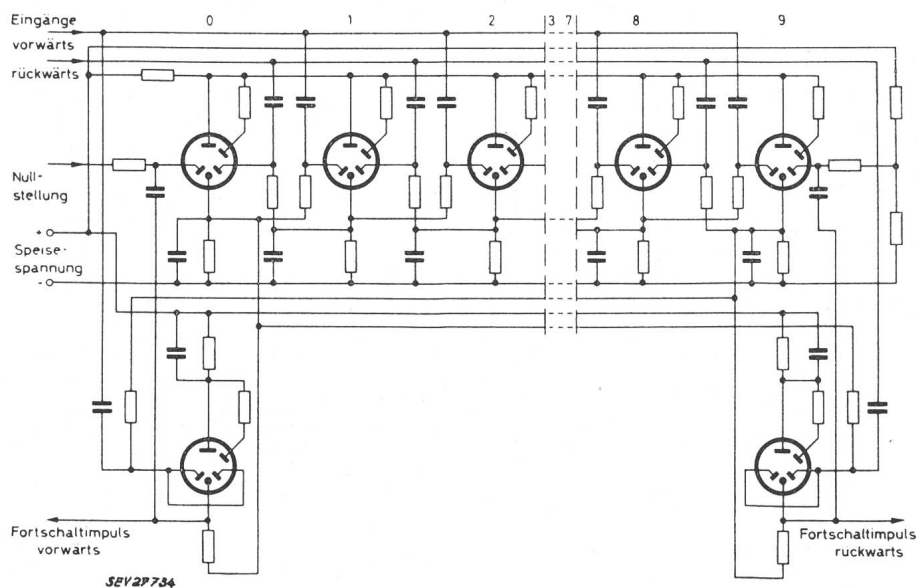 Eingänge
vorwärts
rückwärts
0 1 2 3 7 8 9
Null-
stellung
+
Speise-
spannung
-
Fortschaltimpuls
vorwärts
Fortschaltimpuls
ruckwarts
SEV27734